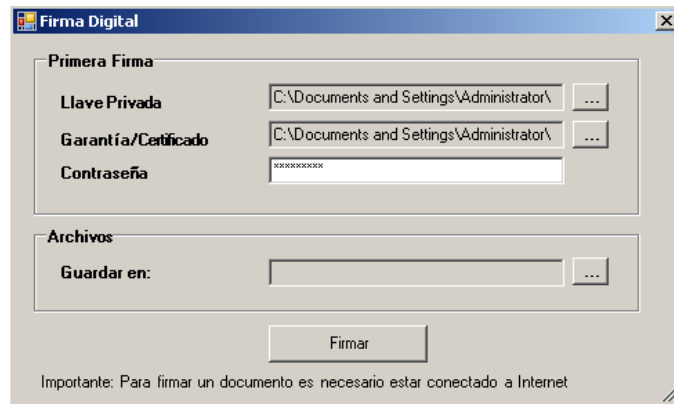 Firma Digital
Primera Firma
Llave Privada C:\Documents and Settings\Administrator\ ...
Garantía/Certificado C:\Documents and Settings\Administrator\ ...
Contraseña *********
Archivos
Guardar en: ...
Firmar
Importante: Para firmar un documento es necesario estar conectado a Internet